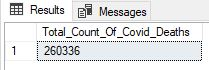 Results Messages
Total_Count_Of_Covid_Deaths
1 260336